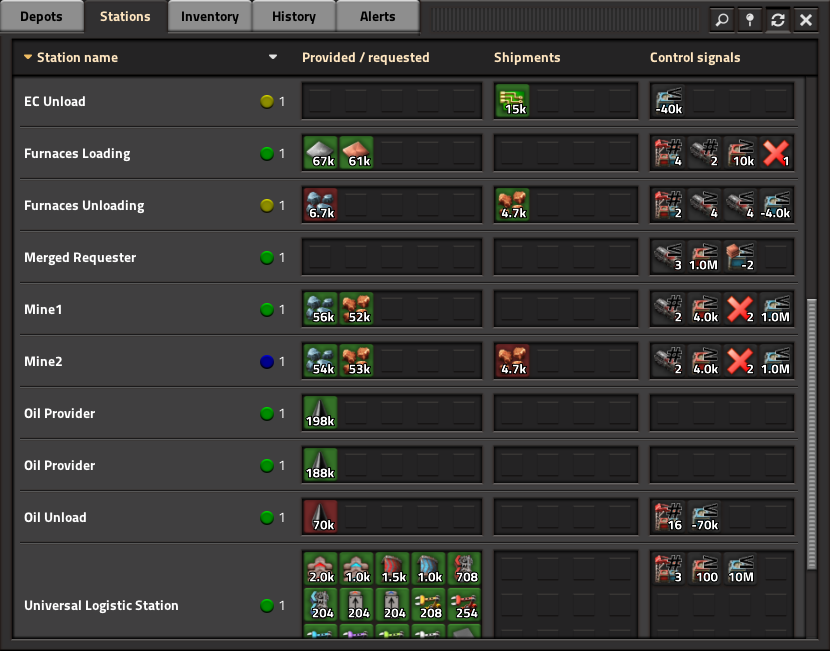 Depots Stations Inventory History Alerts
Station name Provided / requested Shipments Control signals
EC Unload 1 15k -40k
Furnaces Loading 1 67k 61k 4 2 10k 1
Furnaces Unloading 1 6.7k 4.7k 2 4 4 -4.0k
Merged Requester 1 3 1.0M -2
Mine1 1 56k 52k 2 4.0k 2 1.0M
Mine2 1 54k 53k 4.7k 2 4.0k 2 1.0M
Oil Provider 1 198k
Oil Provider 1 188k
Oil Unload 1 70k 16 -70k
2.0k 1.0k 1.5k 1.0k 708 3 100 10M
Universal Logistic Station 1 204 204 204 208 254